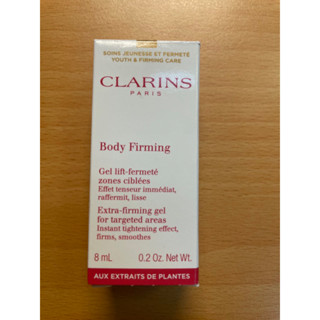 SOINS JEUNESSE ET FERMETÉ
YOUTH & FIRMING CARE
CLARINS
PARIS
Body Firming
Gel lift-fermeté
zones ciblées
Effet tenseur immédiat,
raffermit, lisse
Extra-firming gel
for targeted areas
Instant tightening effect,
firms, smoothes
8 mL 0.2 Oz. Net Wt.
AUX EXTRAITS DE PLANTES